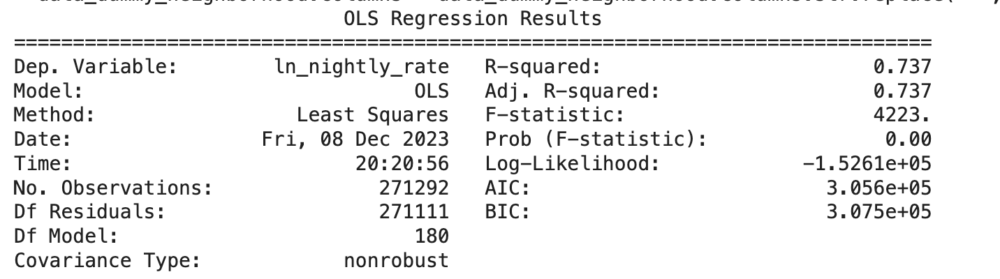 OLS Regression Results
==============================================================================
Dep. Variable: ln_nightly_rate R-squared: 0.737
Model: OLS Adj. R-squared: 0.737
Method: Least Squares F-statistic: 4223.
Date: Fri, 08 Dec 2023 Prob (F-statistic): 0.00
Time: 20:20:56 Log-Likelihood: -1.5261e+05
No. Observations: 271292 AIC: 3.056e+05
Df Residuals: 271111 BIC: 3.075e+05
Df Model: 180
Covariance Type: nonrobust